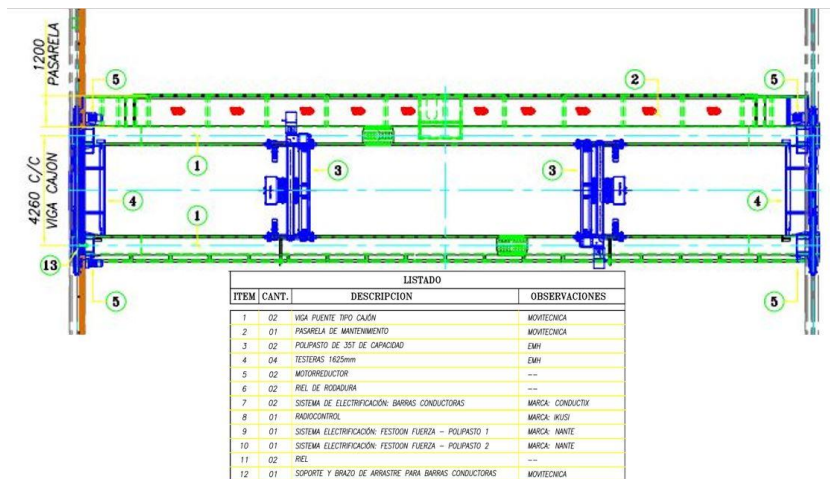 1200
PASARELA
5
2
5
1
3
3
4260 C/C
VIGA CAJON
4
4
1
13
5
5
LISTADO
ITEM CANT. DESCRIPCION OBSERVACIONES
1 02 VIGA PUENTE TIPO CAJÓN MOVITECNICA
2 01 PASARELA DE MANTENIMIENTO MOVITECNICA
3 02 POLIPASTO DE 35T DE CAPACIDAD EMH
4 04 TESTERAS 1625mm EMH
5 02 MOTORREDUCTOR --
6 02 RIEL DE RODADURA --
7 02 SISTEMA DE ELECTRIFICACIÓN: BARRAS CONDUCTORAS MARCA: CONDUCTIX
8 01 RADIOCONTROL MARCA: IKUSI
9 01 SISTEMA ELECTRIFICACIÓN: FESTOON FUERZA - POLIPASTO 1 MARCA: NANTE
10 01 SISTEMA ELECTRIFICACIÓN: FESTOON FUERZA - POLIPASTO 2 MARCA: NANTE
11 02 RIEL --
12 01 SOPORTE Y BRAZO DE ARRASTRE PARA BARRAS CONDUCTORAS MOVITECNICA